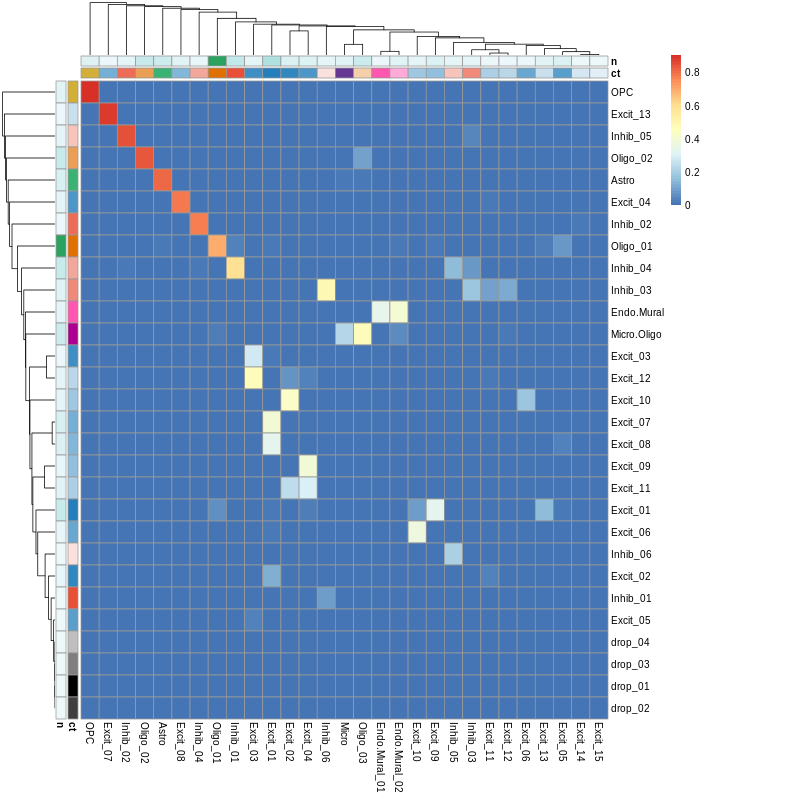 n
ct
0.8
0.6
0.4
0.2
0
OPC
Excit_13
Inhib_05
Oligo_02
Astro
Excit_04
Inhib_02
Oligo_01
Inhib_04
Inhib_03
Endo.Mural
Micro.Oligo
Excit_03
Excit_12
Excit_10
Excit_07
Excit_08
Excit_09
Excit_11
Excit_01
Excit_06
Inhib_06
Excit_02
Inhib_01
Excit_05
drop_04
drop_03
drop_01
drop_02
n
ct
OPC
Excit_07
Inhib_02
Oligo_02
Astro
Excit_08
Inhib_04
Oligo_01
Inhib_01
Excit_03
Excit_01
Excit_02
Excit_04
Inhib_06
Micro
Oligo_03
Endo.Mural_01
Endo.Mural_02
Excit_10
Excit_09
Inhib_05
Inhib_03
Excit_11
Excit_12
Excit_06
Excit_13
Excit_05
Excit_14
Excit_15